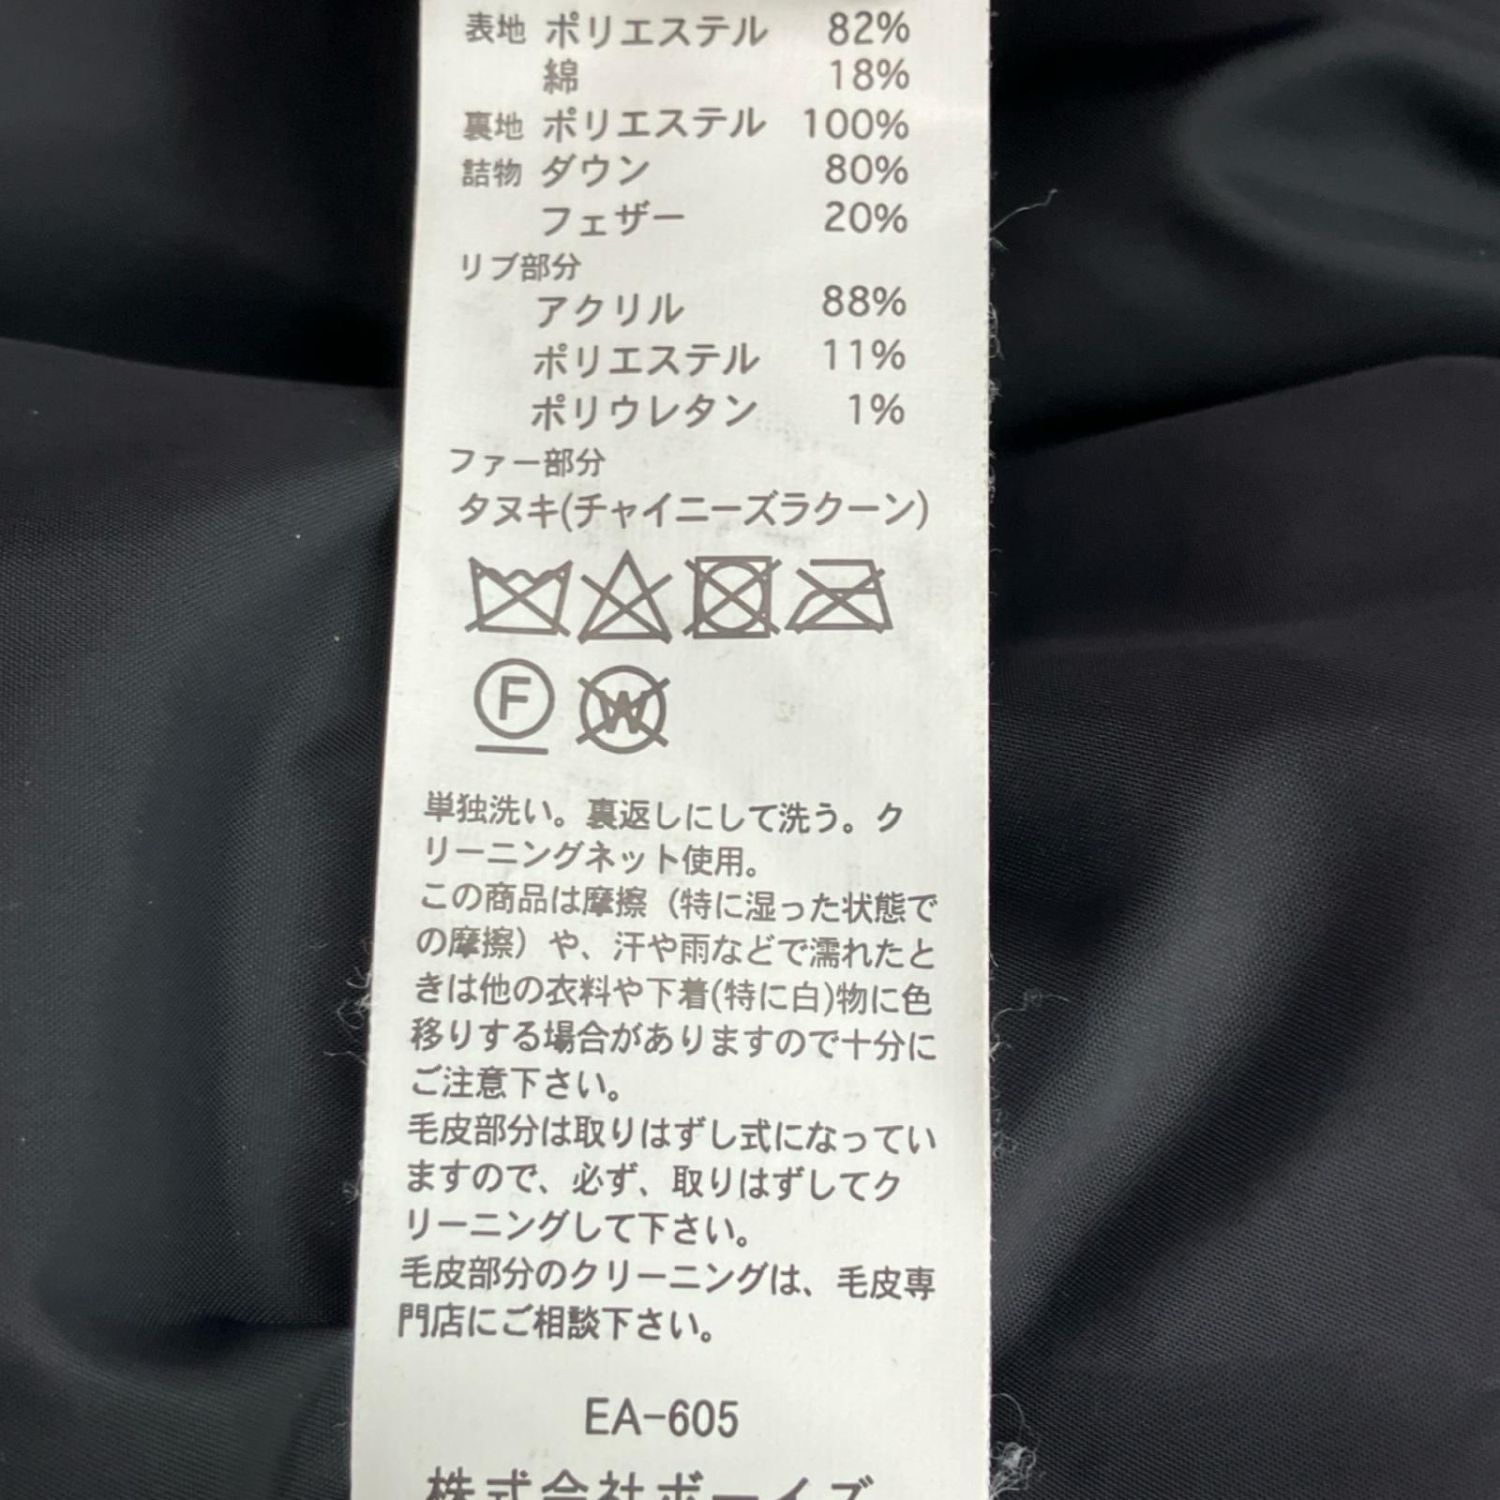 表地 ポリエステル 82%
綿 18%
裏地 ポリエステル 100%
詰物 ダウン 80%
フェザー 20%
リブ部分
アクリル 88%
ポリエステル 11%
ポリウレタン 1%
ファー部分
タヌキ(チャイニーズラクーン)
F W
単独洗い。裏返しにして洗う。ク
リーニングネット使用。
この商品は摩擦（特に湿った状態で
の摩擦）や、汗や雨などで濡れたと
きは他の衣料や下着(特に白)物に色
移りする場合がありますので十分に
ご注意下さい。
毛皮部分は取りはずし式になってい
ますので、必ず、取りはずしてク
リーニングして下さい。
毛皮部分のクリーニングは、毛皮専
門店にご相談下さい。
EA-605
株式会社ボーイズ